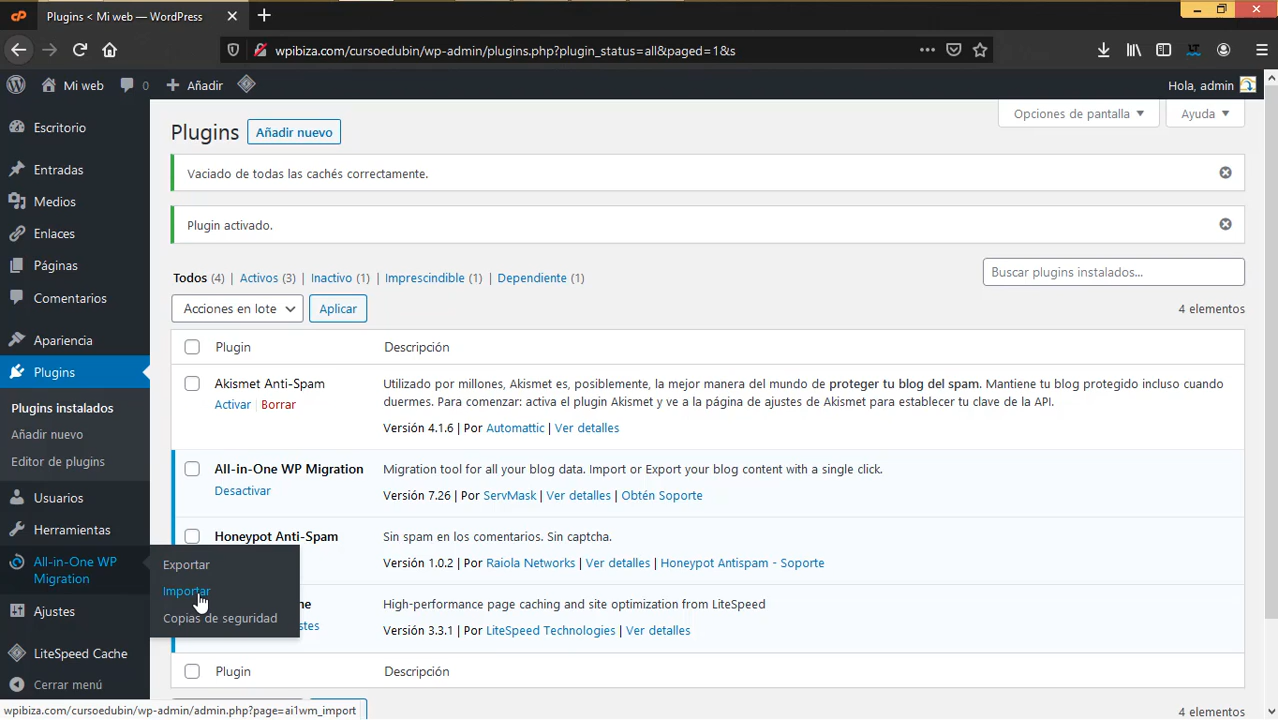 Plugins < Mi web — WordPress
wpibiza.com/cursoedubin/wp-admin/plugins.php?plugin_status=all&paged=1&s
Mi web 0 Añadir Hola, admin
Opciones de pantalla Ayuda
Escritorio
Entradas
Medios
Enlaces
Páginas
Comentarios
Apariencia
Plugins
Plugins instalados
Añadir nuevo
Editor de plugins
Usuarios
Herramientas
All-in-One WP
Migration
Ajustes
LiteSpeed Cache
Cerrar menú
Exportar
Importar
Copias de seguridad
Plugins Añadir nuevo
Vaciado de todas las cachés correctamente.
Plugin activado.
Todos (4) | Activos (3) | Inactivo (1) | Imprescindible (1) | Dependiente (1)
Buscar plugins instalados...
Acciones en lote Aplicar 4 elementos
Plugin Descripción
Akismet Anti-Spam
Activar | Borrar
Utilizado por millones, Akismet es, posiblemente, la mejor manera del mundo de proteger tu blog del spam. Mantiene tu blog protegido incluso cuando
duermes. Para comenzar: activa el plugin Akismet y ve a la página de ajustes de Akismet para establecer tu clave de la API.
Versión 4.1.6 | Por Automattic | Ver detalles
All-in-One WP Migration
Desactivar
Migration tool for all your blog data. Import or Export your blog content with a single click.
Versión 7.26 | Por ServMask | Ver detalles | Obtén Soporte
Honeypot Anti-Spam
Sin spam en los comentarios. Sin captcha.
Versión 1.0.2 | Por Raiola Networks | Ver detalles | Honeypot Antispam - Soporte
High-performance page caching and site optimization from LiteSpeed
Versión 3.3.1 | Por LiteSpeed Technologies | Ver detalles
Plugin Descripción
4 elementos
wpibiza.com/cursoedubin/wp-admin/admin.php?page=ai1wm_import